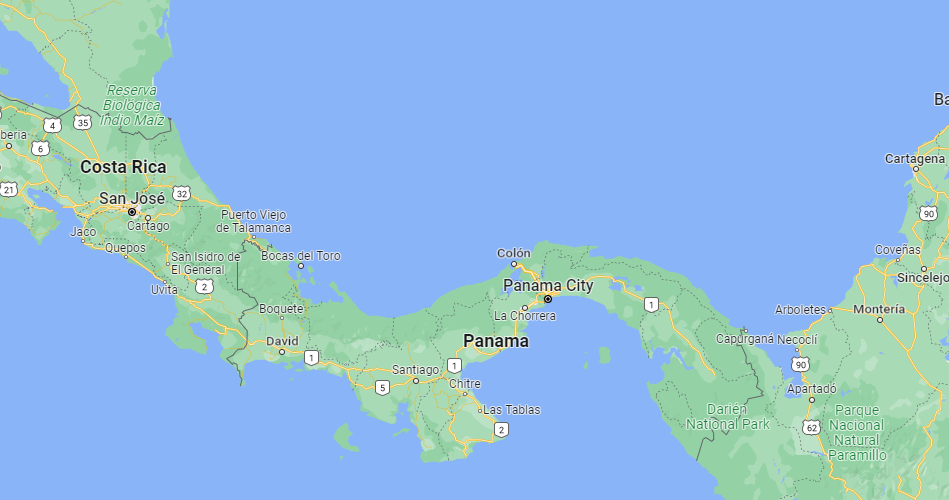 Reserva
Biológica
Indio Maíz
4
35
6
Costa Rica
21
San José
32
Cartago
Jaco
Puerto Viejo
de Talamanca
Quepos
San Isidro de
El General
Bocas del Toro
Uvita
2
Boquete
David
1
Colón
Panama City
La Chorrera
1
Panama
Santiago
1
5
Chitre
Las Tablas
2
Cartagena
90
Coveñas
Sincelejo
Arboletes
Montería
Capurganá
Necoclí
90
Apartadó
Darién
National Park
62
Parque
Nacional
Natural
Paramillo